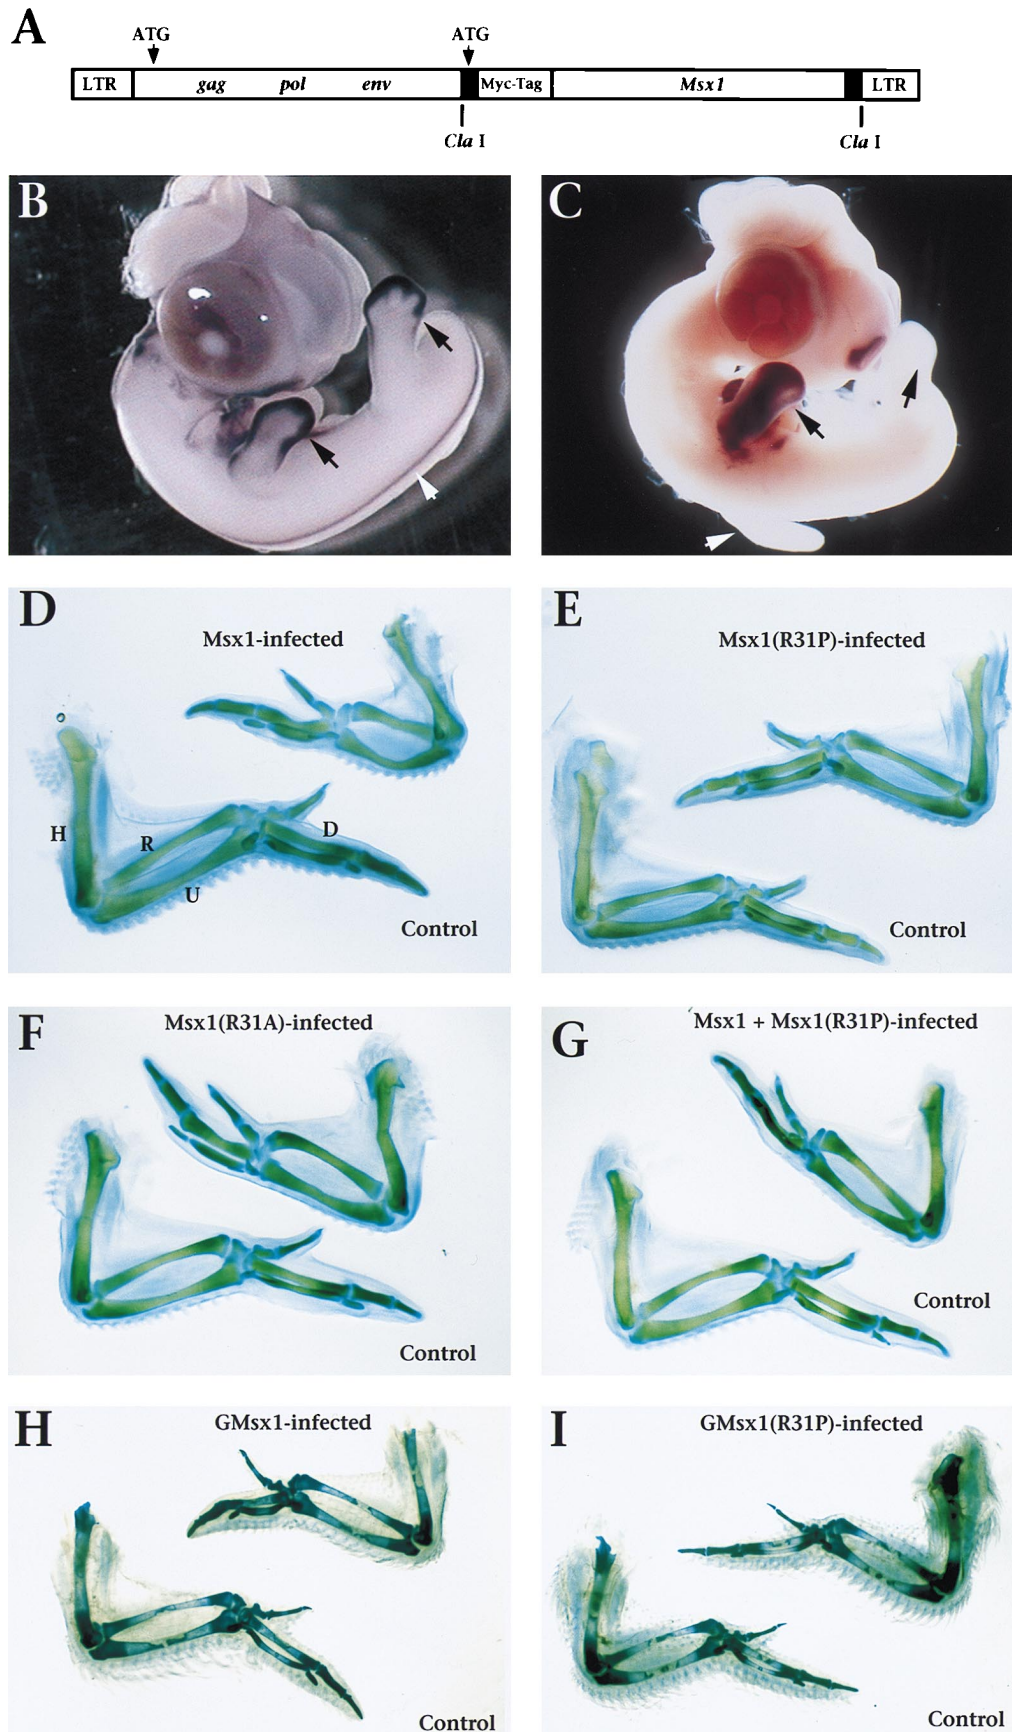 A
ATG ATG
LTR gag pol env Myc-Tag Msx1 LTR
Cla I Cla I
B C
D E
Msx1-infected Msx1(R31P)-infected
H R D
U
Control Control
F G
Msx1(R31A)-infected Msx1 + Msx1(R31P)-infected
Control
Control
H I
GMsx1-infected GMsx1(R31P)-infected
Control Control